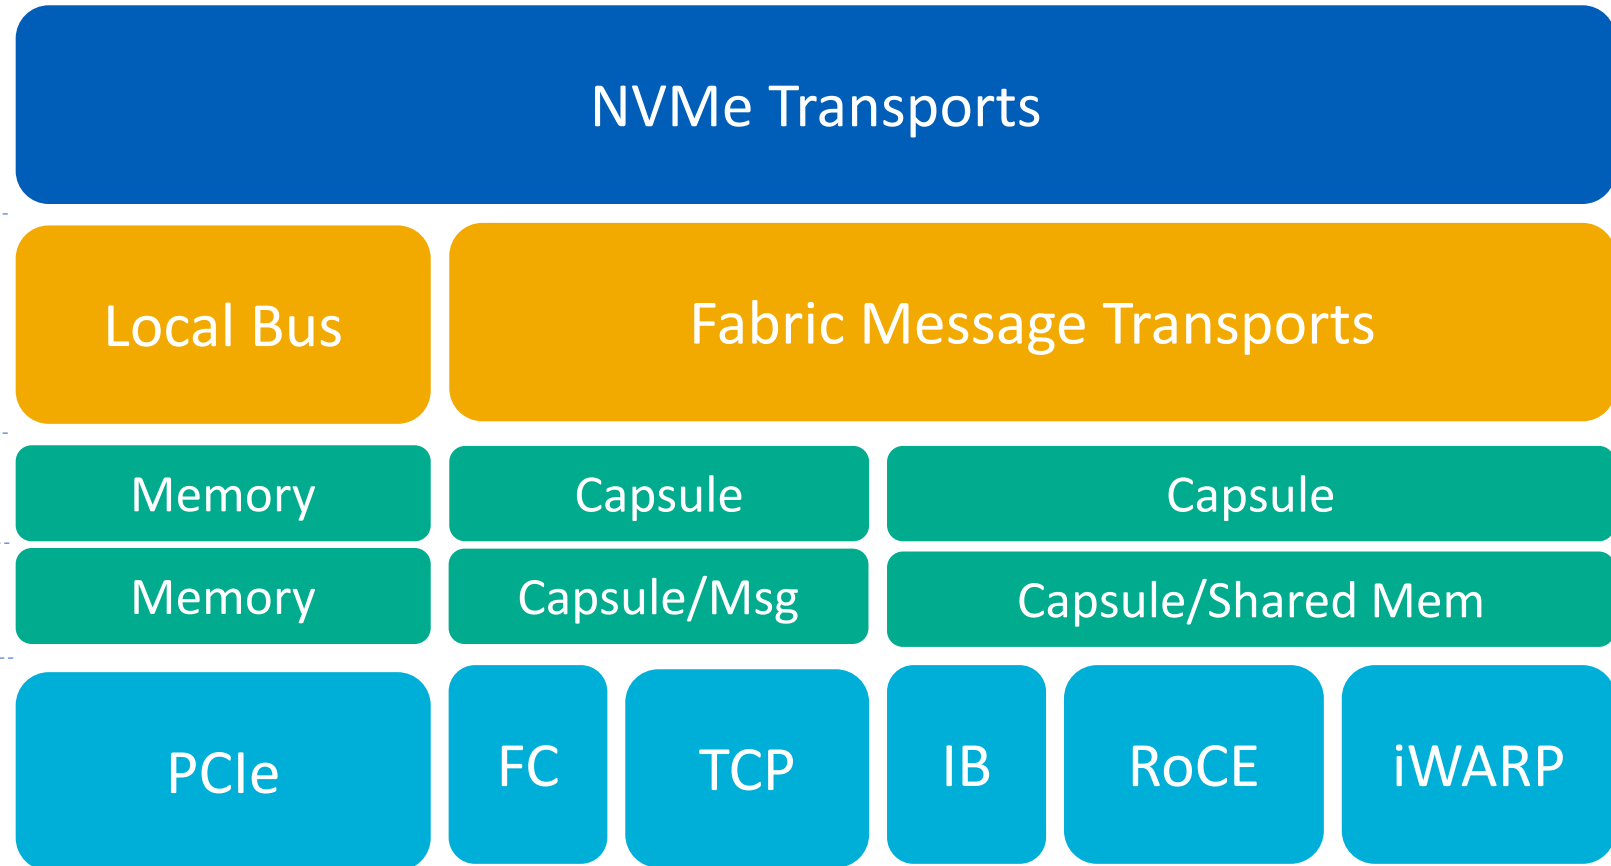 NVMe Transports
Local Bus
Fabric Message Transports
Memory
Capsule
Capsule
Memory
Capsule/Msg
Capsule/Shared Mem
PCIe
FC
TCP
IB
RoCE
iWARP